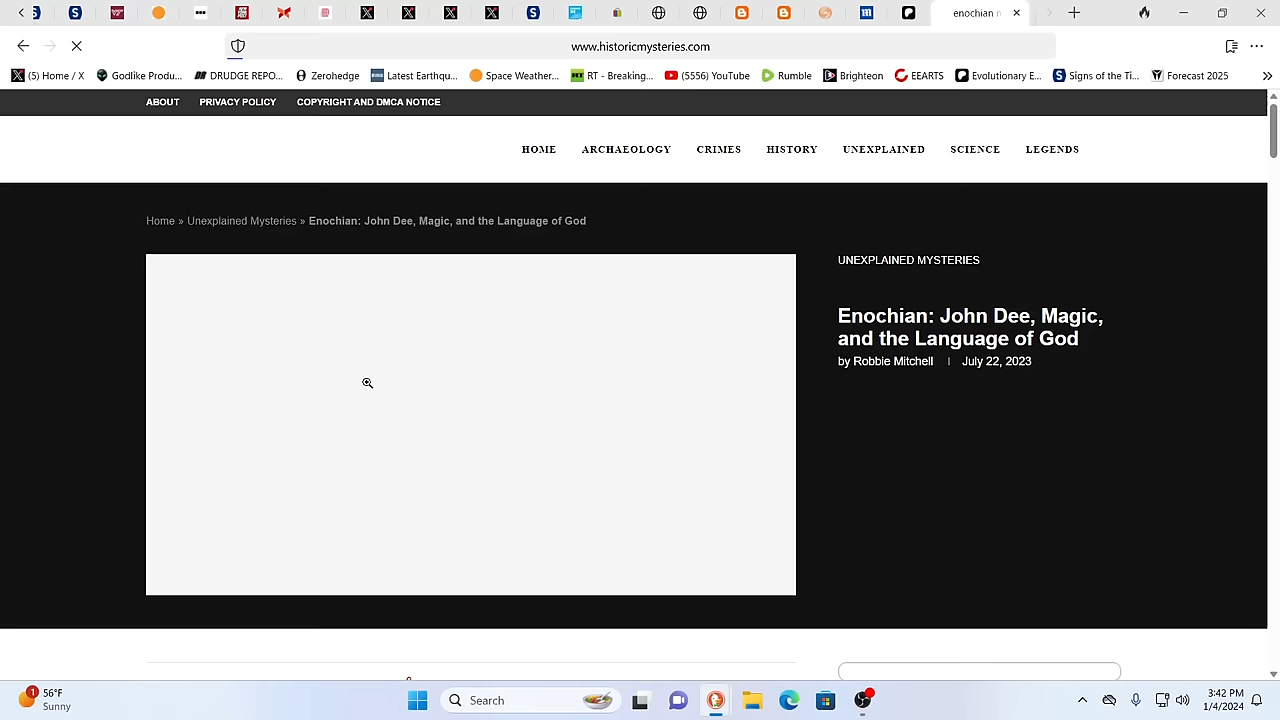 enochian r
www.historicmysteries.com
(5) Home / X
Godlike Produ...
DRUDGE REPO...
Zerohedge
Latest Earthqu...
Space Weather...
RT - Breaking...
(5556) YouTube
Rumble
Brighteon
EEARTS
Evolutionary E...
Signs of the Ti...
Forecast 2025
ABOUT PRIVACY POLICY COPYRIGHT AND DMCA NOTICE
HOME ARCHAEOLOGY CRIMES HISTORY UNEXPLAINED SCIENCE LEGENDS
Home » Unexplained Mysteries » Enochian: John Dee, Magic, and the Language of God
UNEXPLAINED MYSTERIES
Enochian: John Dee, Magic,
and the Language of God
by Robbie Mitchell | July 22, 2023
1
56°F
Sunny
Search
3:42 PM
1/4/2024